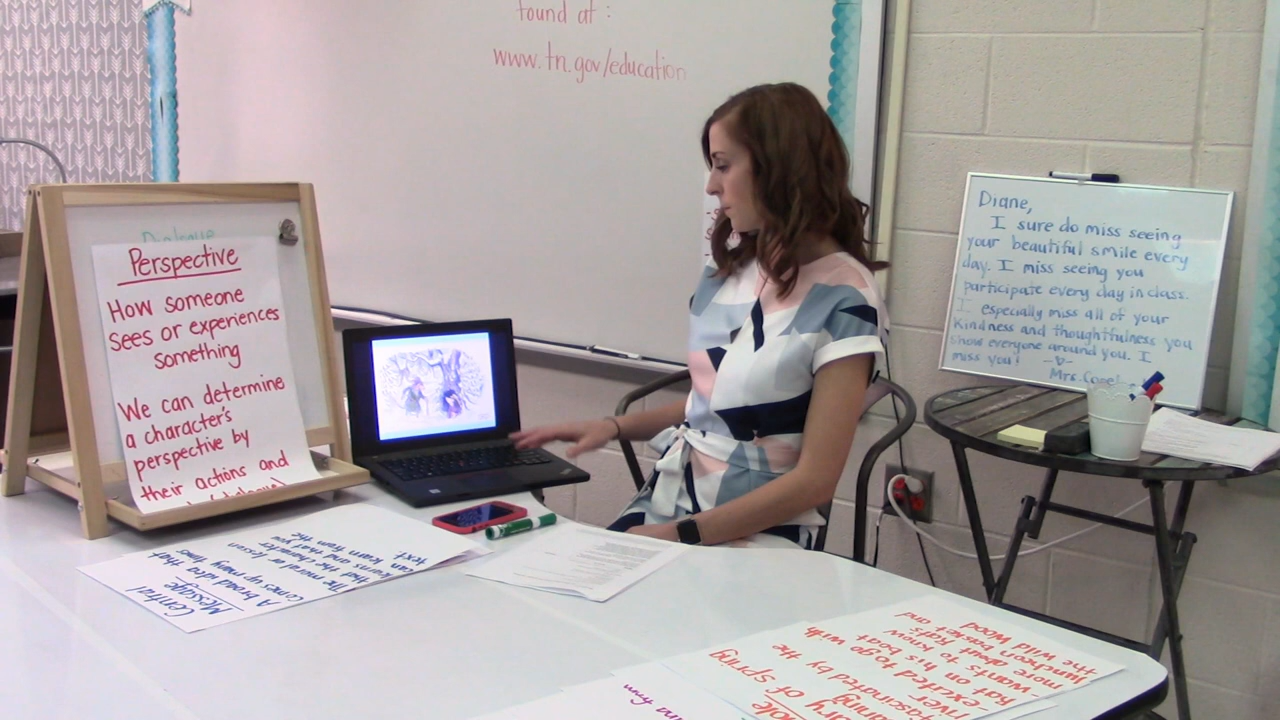 found at :
www.tn.gov/education
Dialogue
Perspective
How someone
sees or experiences
something
We can determine
a character's
perspective by
their actions and
Diane,
I sure do miss seeing
your beautiful smile every
day. I miss seeing you
participate every day in class.
I especially miss all of your
kindness and thoughtfulness you
show everyone around you. I
miss you!
Mrs.
Central
Message
A broad idea that
comes up many times
The moral or lesson
that the character
learns and that you
can learn from the
text.
of spring
fascinated by the
river
-excited to go with
Rat on his boat
wants to know
more about Rat's
luncheon basket and
the Wild Wood
from